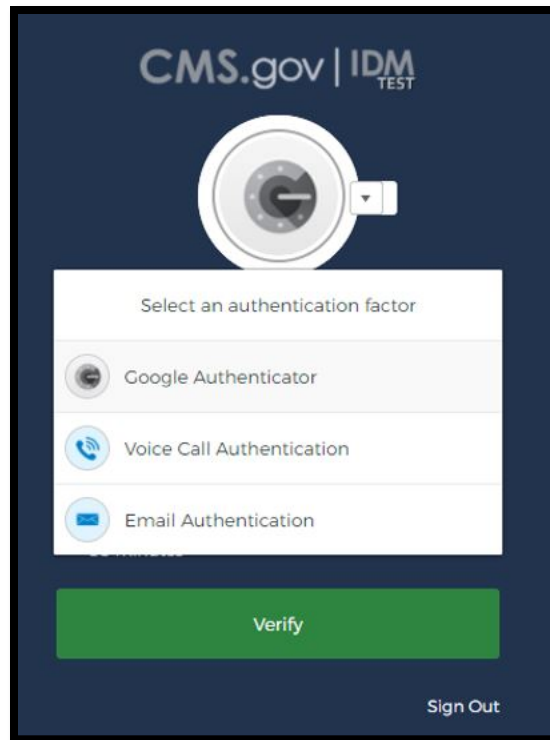 CMS.gov | IDM
TEST
Select an authentication factor
Google Authenticator
Voice Call Authentication
Email Authentication
Verify
Sign Out